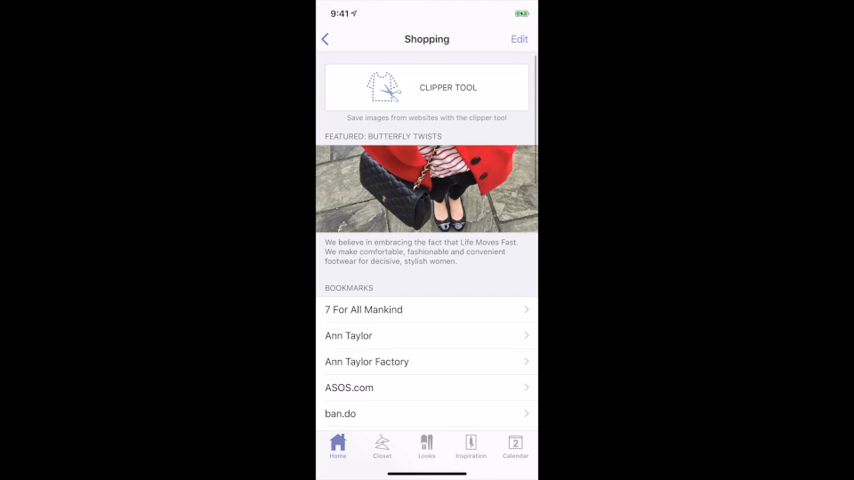 9:41
Shopping
Edit
CLIPPER TOOL
Save images from websites with the clipper tool
FEATURED: BUTTERFLY TWISTS
We believe in embracing the fact that Life Moves Fast.
We make comfortable, fashionable and convenient
footwear for decisive, stylish women.
BOOKMARKS
7 For All Mankind
Ann Taylor
Ann Taylor Factory
ASOS.com
ban.do
2
Home Closet Looks Inspiration Calendar